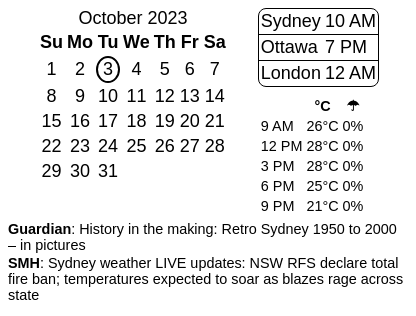 October 2023
Su Mo Tu We Th Fr Sa
1 2 3 4 5 6 7
8 9 10 11 12 13 14
15 16 17 18 19 20 21
22 23 24 25 26 27 28
29 30 31
Sydney 10 AM
Ottawa 7 PM
London 12 AM
°C ☂
9 AM 26°C 0%
12 PM 28°C 0%
3 PM 28°C 0%
6 PM 25°C 0%
9 PM 21°C 0%
Guardian: History in the making: Retro Sydney 1950 to 2000
– in pictures
SMH: Sydney weather LIVE updates: NSW RFS declare total
fire ban; temperatures expected to soar as blazes rage across
state